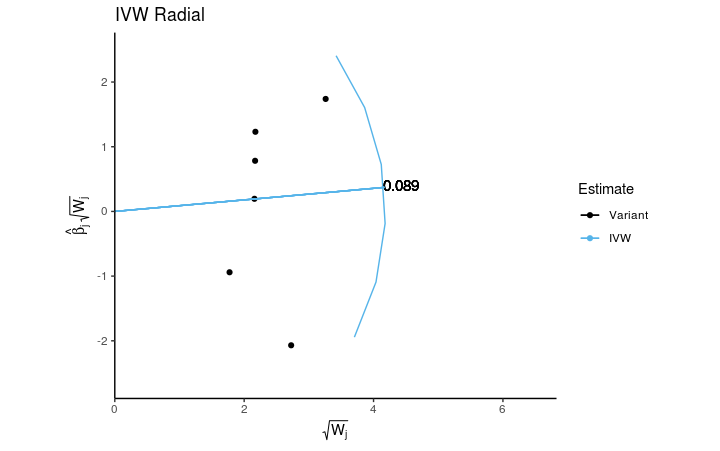 IVW Radial
2
1
0
-1
-2
β̂j√Wj
0.089
0
2
4
6
√Wj
Estimate
Variant
IVW